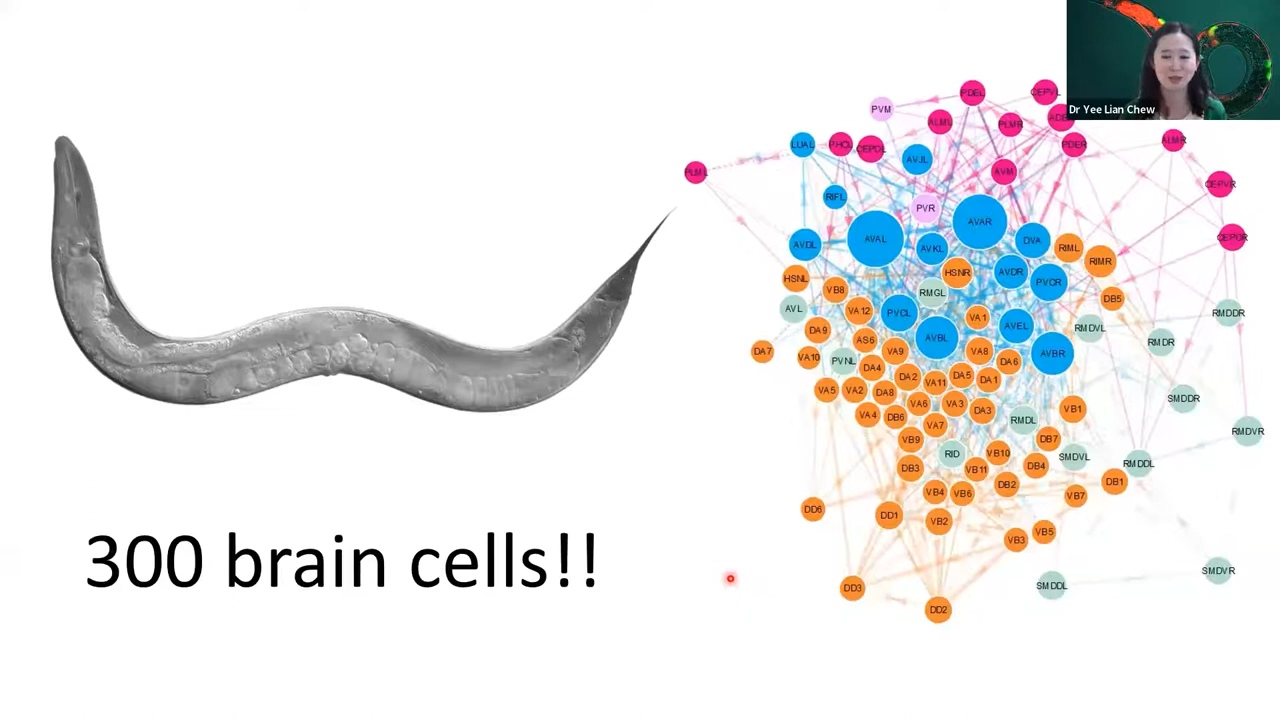 Dr Yee Lian Chew
PDEL
CEPVL
PVM
ALML
PLMR
LUAL
PHCL
CEPDL
PDER
ALMR
AVJL
PLML
AVM
CEPVR
RIFL
PVR
AVAR
AVAL
AVDL
AVKL
DVA
RIML
RIMR
CEPDR
HSNL
HSNR
AVDR
PVCR
VB8
RMGL
DB5
AVL
VA12
PVCL
VA1
AVEL
RMDVL
RMDDR
DA9
AS6
AVBL
RMDR
DA7
VA10
PVNL
VA9
VA8
DA6
AVBR
DA4
DA2
VA11
DA5
DA1
VA5
VA2
DA8
VA6
VA3
DA3
VB1
SMDDR
VA4
DB6
VA7
RMDL
RMDVR
VB9
DB7
RID
VB10
SMDVL
RMDDL
DB3
VB11
DB4
DB2
DB1
VB4
VB6
VB7
DD6
DD1
VB2
VB3
VB5
SMDVR
DD3
SMDDL
DD2
300 brain cells!!